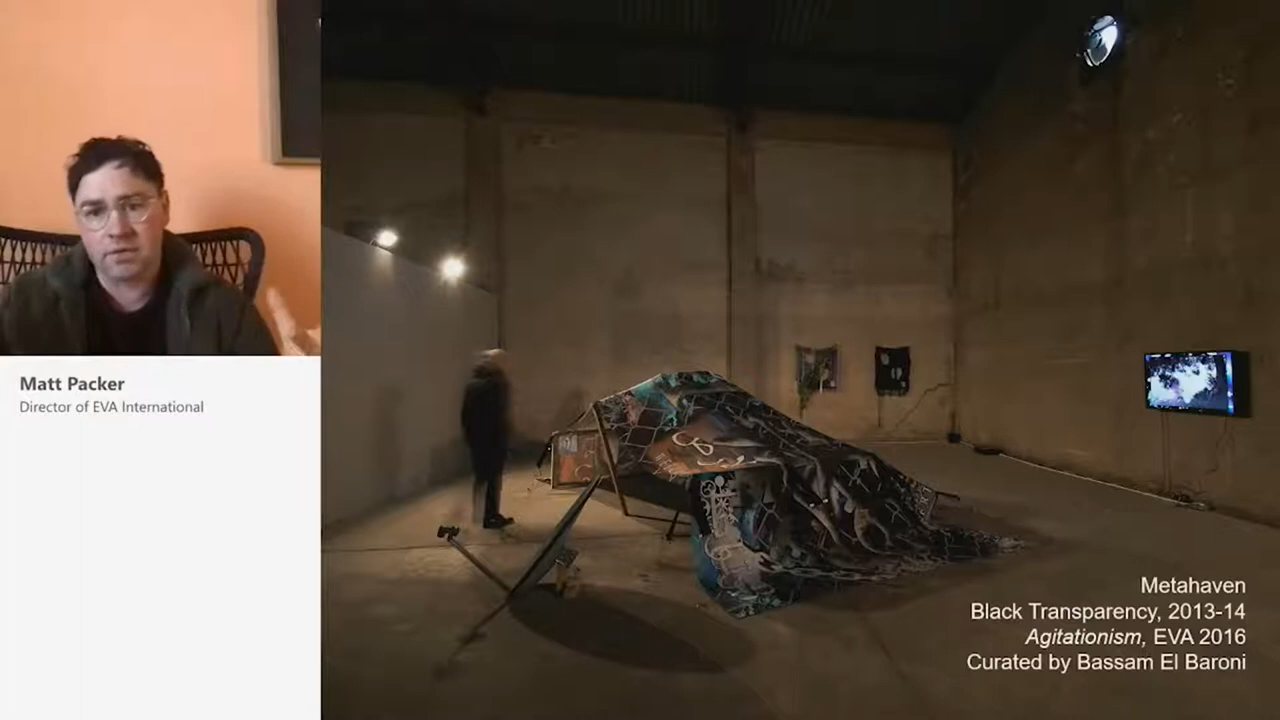 Matt Packer
Director of EVA International
Metahaven
Black Transparency, 2013-14
Agitationism, EVA 2016
Curated by Bassam El Baroni